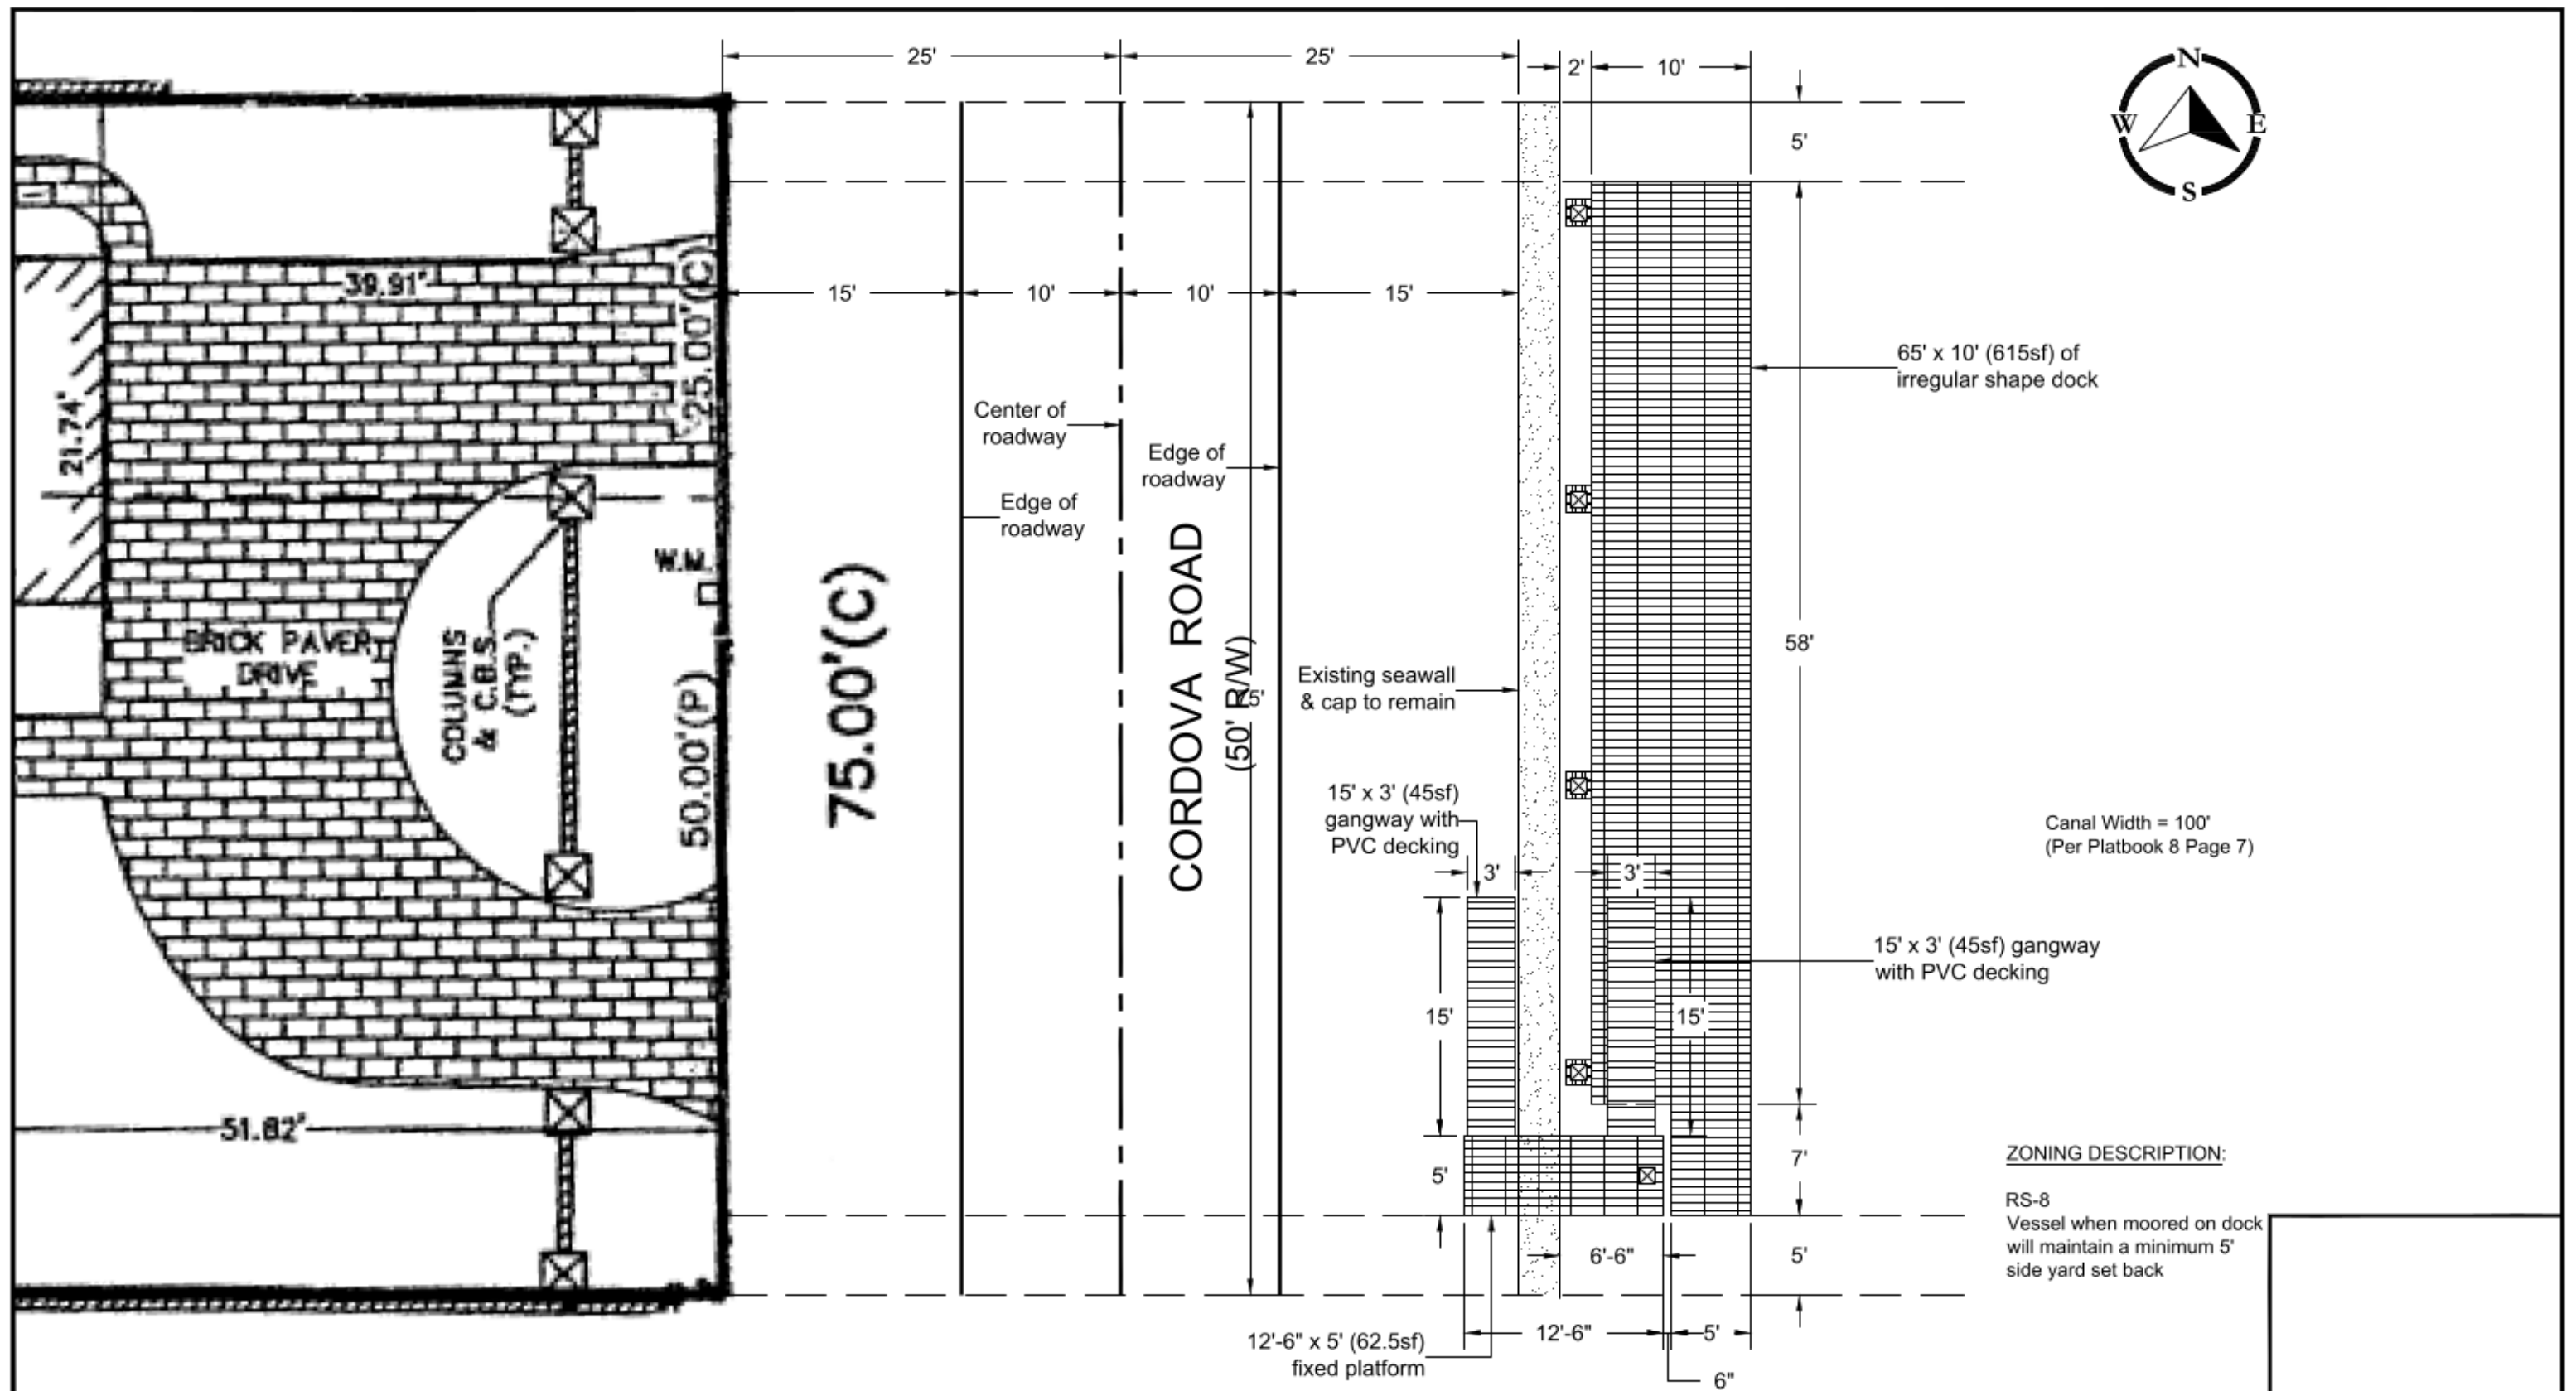 25'
25'
2'
10'
N
W
E
S
5'
39.91'
25.00'(C)
15'
10'
10'
15'
65' x 10' (615sf) of
irregular shape dock
21.74'
Center of
roadway
Edge of
roadway
Edge of
roadway
W.M.
BRICK PAVER
DRIVE
COLUMNS
& C.B.S.
(TYP.)
50.00'(P)
75.00'(C)
CORDOVA ROAD
(50' R/W)
75'
Existing seawall
& cap to remain
58'
15' x 3' (45sf)
gangway with
PVC decking
Canal Width = 100'
(Per Platbook 8 Page 7)
3'
3'
15' x 3' (45sf) gangway
with PVC decking
15'
15'
51.82'
5'
7'
ZONING DESCRIPTION:
RS-8
Vessel when moored on dock
will maintain a minimum 5'
side yard set back
6'-6"
5'
12'-6" x 5' (62.5sf)
fixed platform
12'-6"
5'
6"